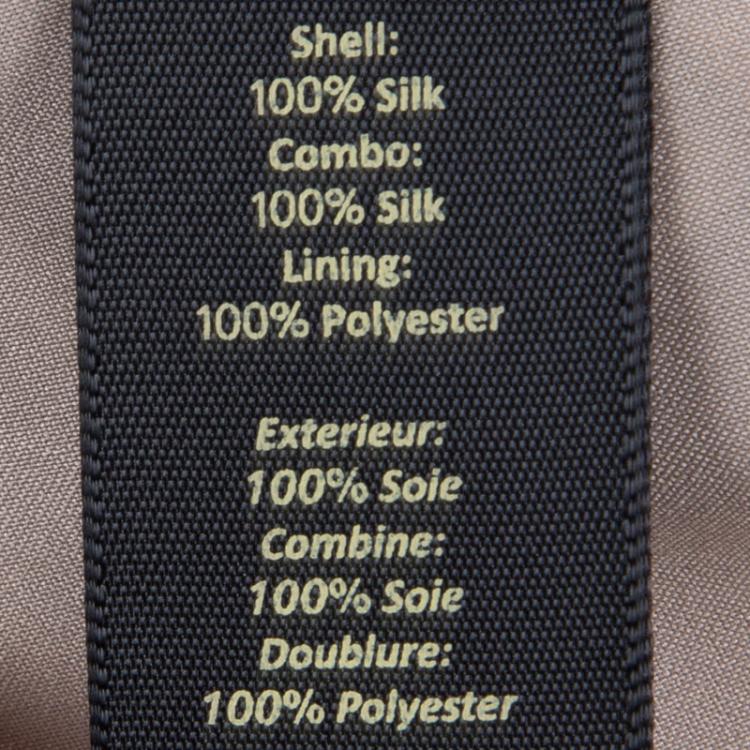 Shell:
100% Silk
Combo:
100% Silk
Lining:
100% Polyester
Exterieur:
100% Soie
Combine:
100% Soie
Doublure:
100% Polyester